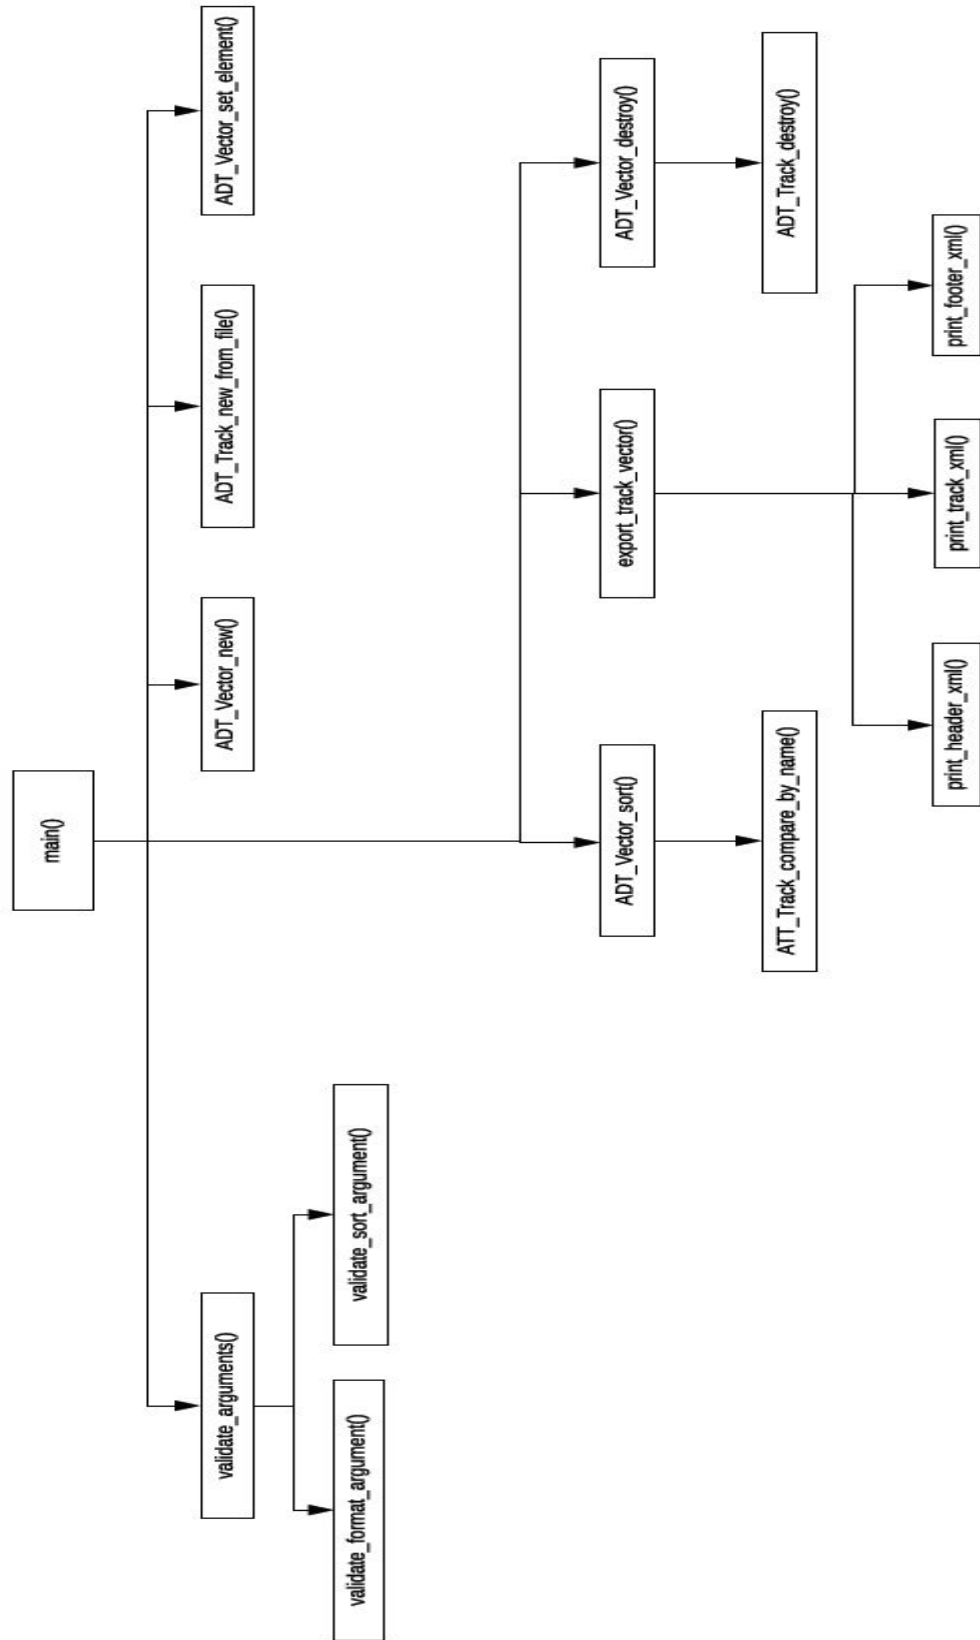 main()
validate_arguments()
ADT_Vector_new()
ADT_Track_new_from_file()
ADT_Vector_set_element()
validate_format_argument()
validate_sort_argument()
ADT_Vector_sort()
export_track_vector()
ADT_Vector_destroy()
ATT_Track_compare_by_name()
ADT_Track_destroy()
print_header_xml()
print_track_xml()
print_footer_xml()